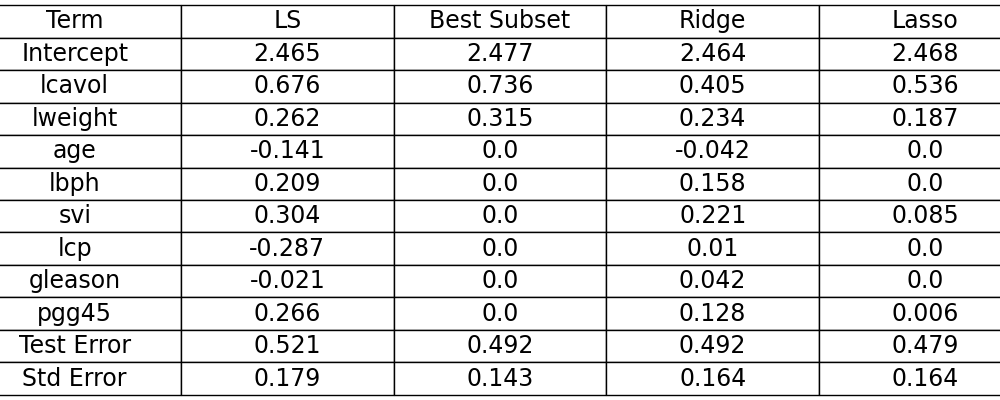 Term LS Best Subset Ridge Lasso
Intercept 2.465 2.477 2.464 2.468
lcavol 0.676 0.736 0.405 0.536
lweight 0.262 0.315 0.234 0.187
age -0.141 0.0 -0.042 0.0
lbph 0.209 0.0 0.158 0.0
svi 0.304 0.0 0.221 0.085
lcp -0.287 0.0 0.01 0.0
gleason -0.021 0.0 0.042 0.0
pgg45 0.266 0.0 0.128 0.006
Test Error 0.521 0.492 0.492 0.479
Std Error 0.179 0.143 0.164 0.164